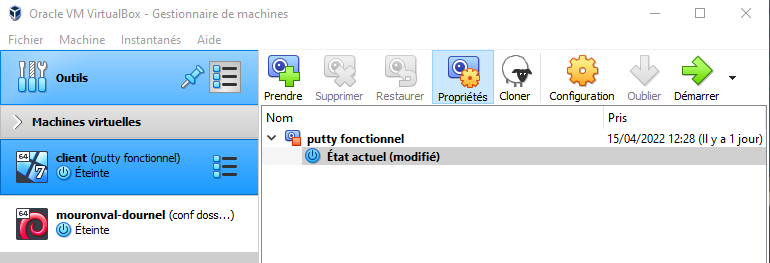 Oracle VM VirtualBox - Gestionnaire de machines
Fichier Machine Instantanés Aide
Outils
Prendre Supprimer Restaurer Propriétés Cloner Configuration Oublier Démarrer
Nom Pris
Machines virtuelles
putty fonctionnel 15/04/2022 12:28 (Il y a 1 jour)
État actuel (modifié)
64 7 client (putty fonctionnel)
Éteinte
64 mouronval-dournel (conf doss...)
Éteinte